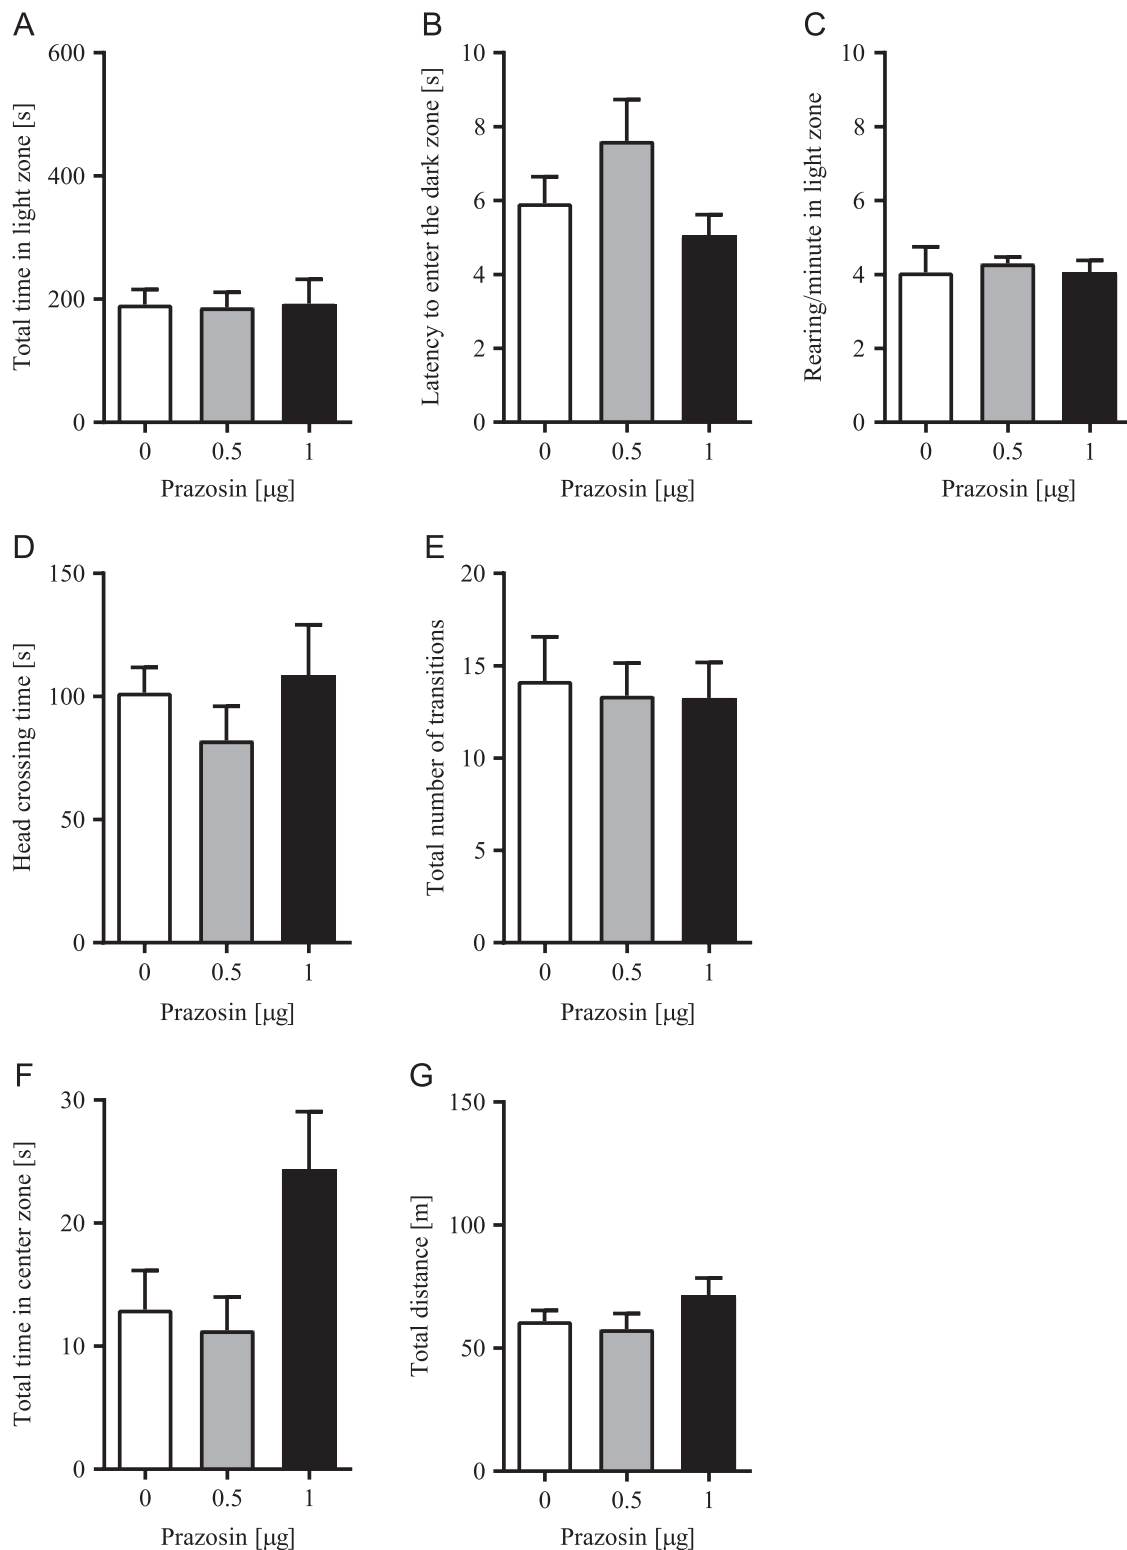 A
Total time in light zone [s]
600
400
200
0
0 0.5 1
Prazosin [μg]
B
Latency to enter the dark zone [s]
10
8
6
4
2
0
0 0.5 1
Prazosin [μg]
C
Rearing/minute in light zone
10
8
6
4
2
0
0 0.5 1
Prazosin [μg]
D
Head crossing time [s]
150
100
50
0
0 0.5 1
Prazosin [μg]
E
Total number of transitions
20
15
10
5
0
0 0.5 1
Prazosin [μg]
F
Total time in center zone [s]
30
20
10
0
0 0.5 1
Prazosin [μg]
G
Total distance [m]
150
100
50
0
0 0.5 1
Prazosin [μg]